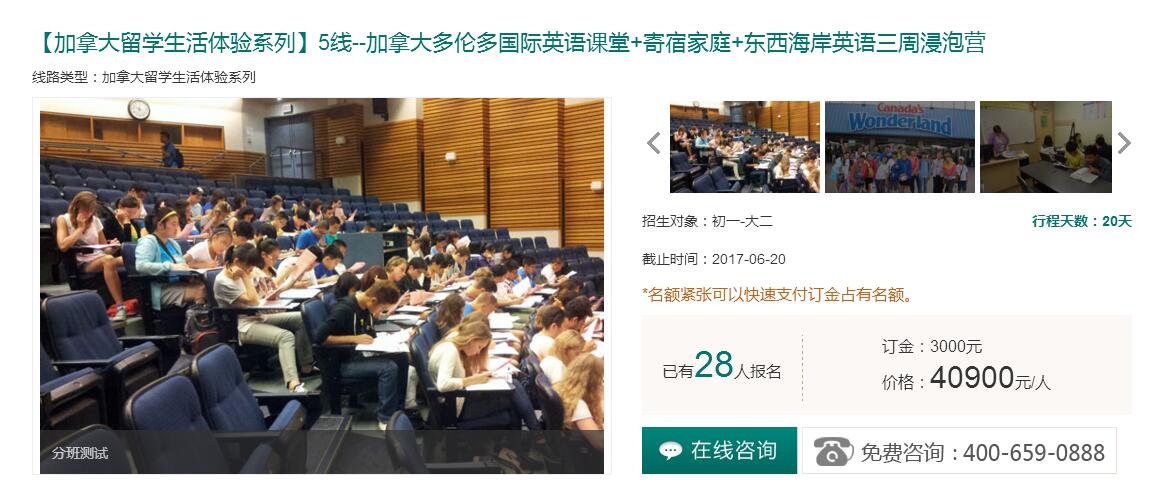 【加拿大留学生活体验系列】5线--加拿大多伦多国际英语课堂+寄宿家庭+东西海岸英语三周浸泡营
线路类型：加拿大留学生活体验系列
Canada's
Wonderland
招生对象：初一-大二
行程天数：20天
截止时间：2017-06-20
*名额紧张可以快速支付订金占有名额。
已有28人报名
订金：3000元
价格：40900元/人
分班测试
在线咨询
免费咨询：400-659-0888